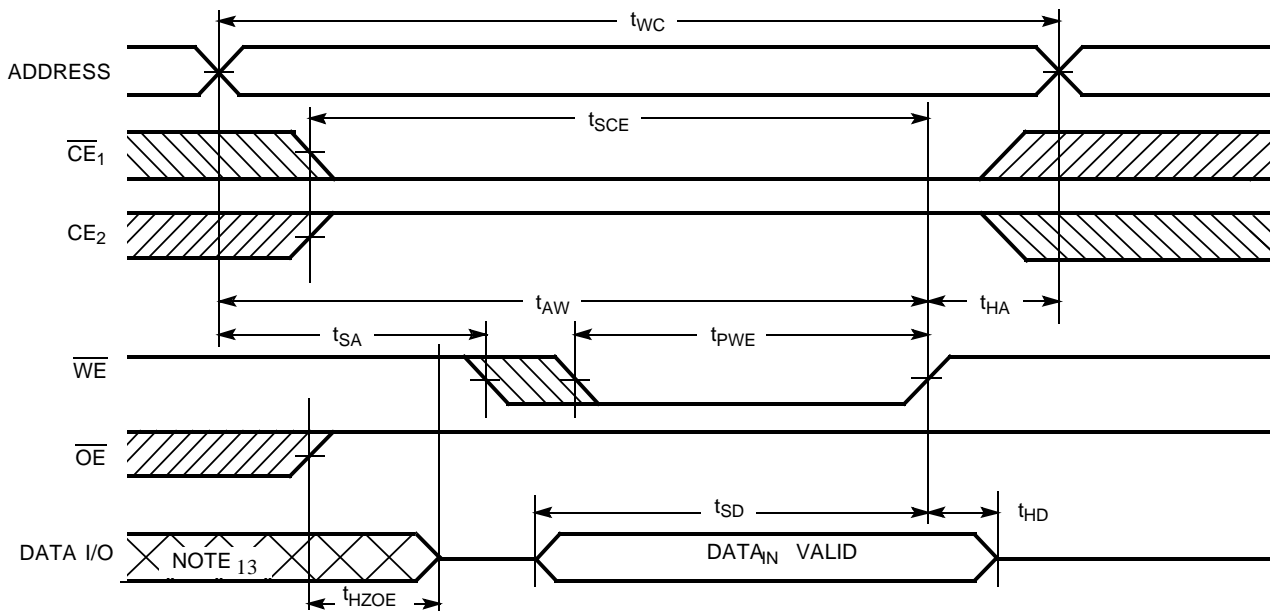 tWC
ADDRESS
tSCE
CE1
CE2
tAW
tHA
tSA
tPWE
WE
OE
tSD
tHD
DATA I/O
NOTE 13
DATAIN VALID
tHZOE